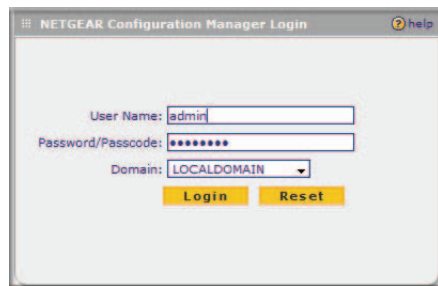 NETGEAR Configuration Manager Login
help
User Name: admin
Password/Passcode: ••••••••
Domain: LOCALDOMAIN
Login Reset